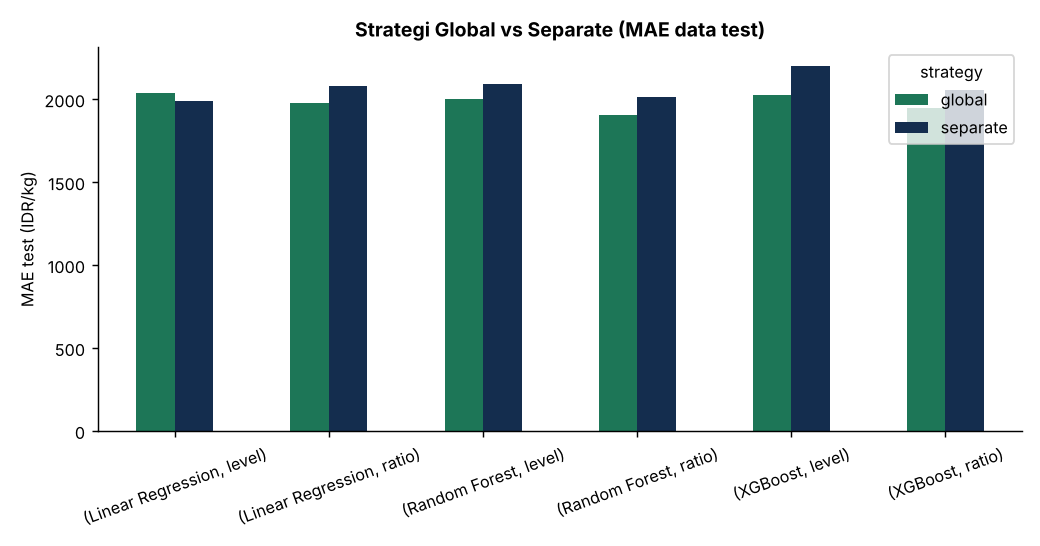 Strategi Global vs Separate (MAE data test)
MAE test (IDR/kg)
2000
1500
1000
500
0
strategy
global
separate
(Linear Regression, level)
(Linear Regression, ratio)
(Random Forest, level)
(Random Forest, ratio)
(XGBoost, level)
(XGBoost, ratio)